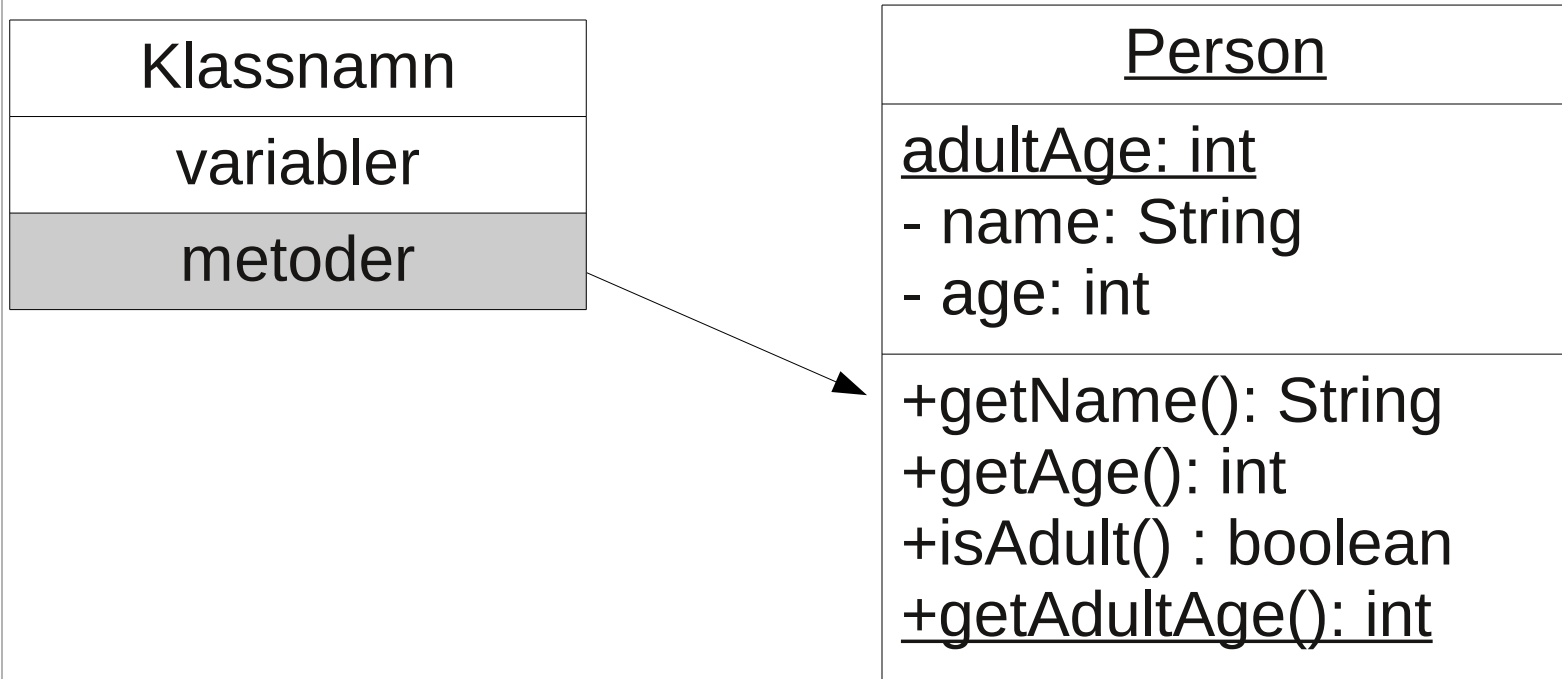 Klassnamn
variabler
metoder
Person
adultAge: int
- name: String
- age: int
+getName(): String
+getAge(): int
+isAdult() : boolean
+getAdultAge(): int